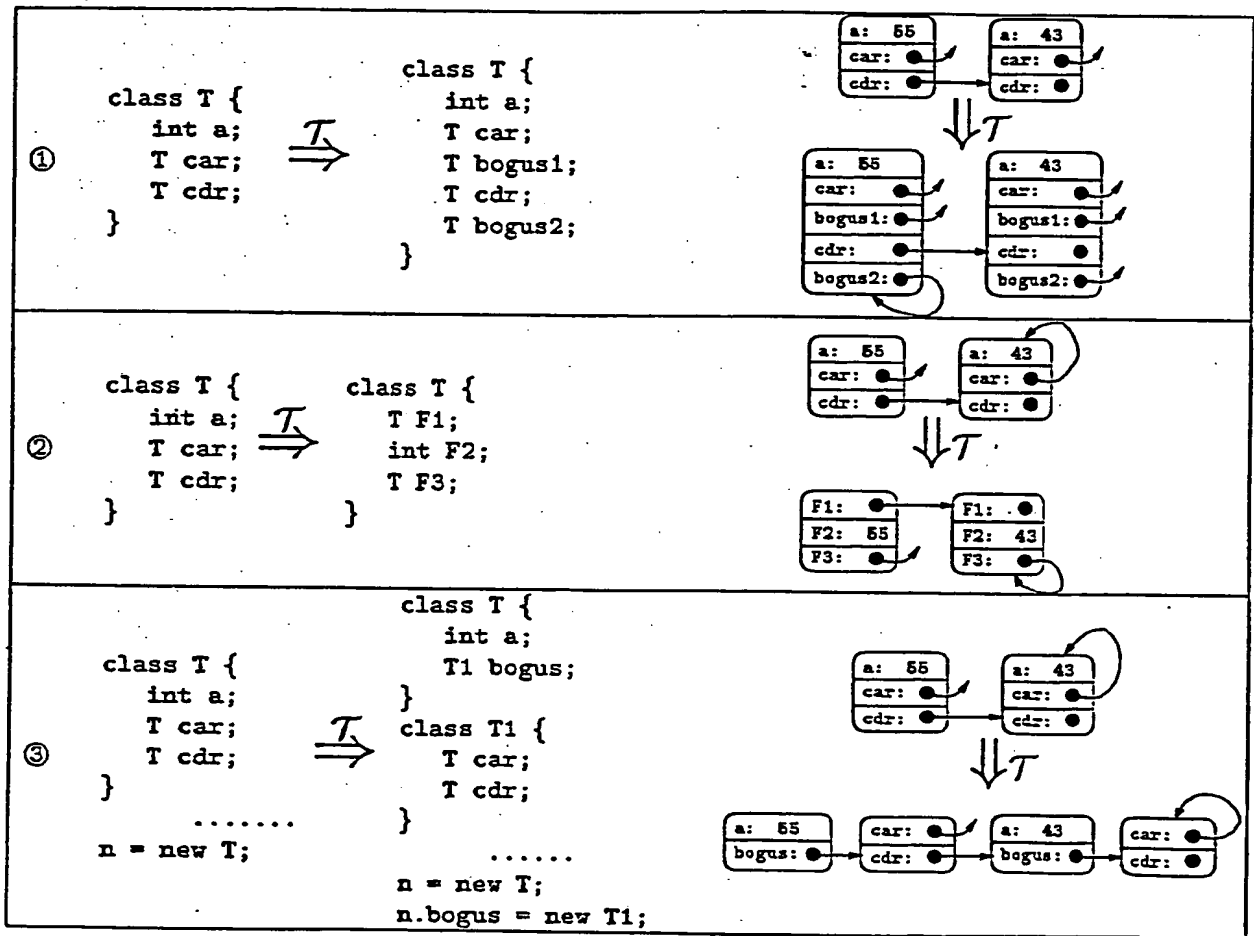 ①
class T {
int a;
T car;
T cdr;
}
𝒯
⇒
class T {
int a;
T car;
T bogus1;
T cdr;
T bogus2;
}
a: 55
car:
cdr:
a: 43
car:
cdr:
𝒯
a: 55
car:
bogus1:
cdr:
bogus2:
a: 43
car:
bogus1:
cdr:
bogus2:
②
class T {
int a;
T car;
T cdr;
}
𝒯
⇒
class T {
T F1;
int F2;
T F3;
}
a: 55
car:
cdr:
a: 43
car:
cdr:
𝒯
F1:
F2: 55
F3:
F1:
F2: 43
F3:
③
class T {
int a;
T car;
T cdr;
}
.......
n = new T;
𝒯
⇒
class T {
int a;
T1 bogus;
}
class T1 {
T car;
T cdr;
}
......
n = new T;
n.bogus = new T1;
a: 55
car:
cdr:
a: 43
car:
cdr:
𝒯
a: 55
bogus:
car:
cdr:
a: 43
bogus:
car:
cdr: